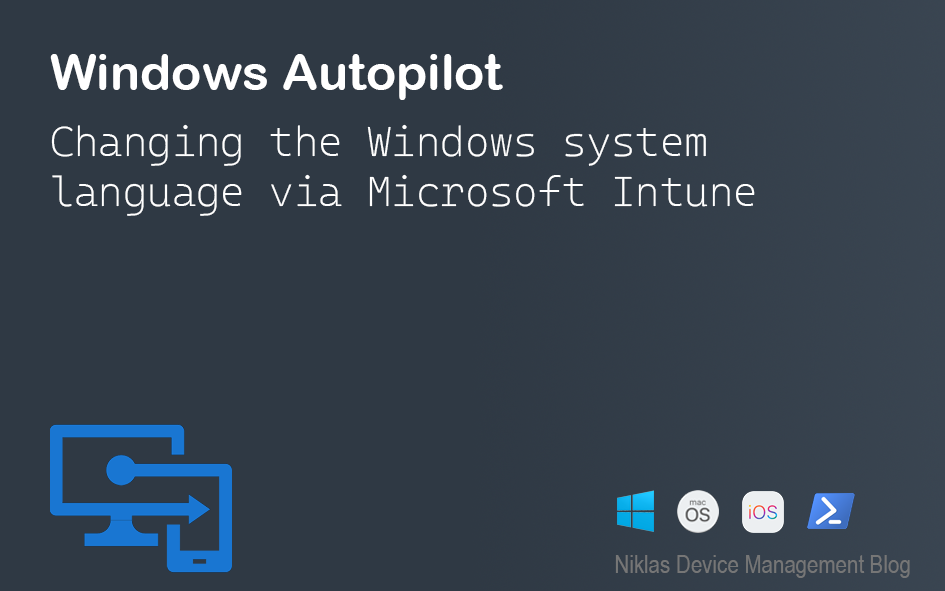 Windows Autopilot
Changing the Windows system
language via Microsoft Intune
mac
OS
iOS
Niklas Device Management Blog